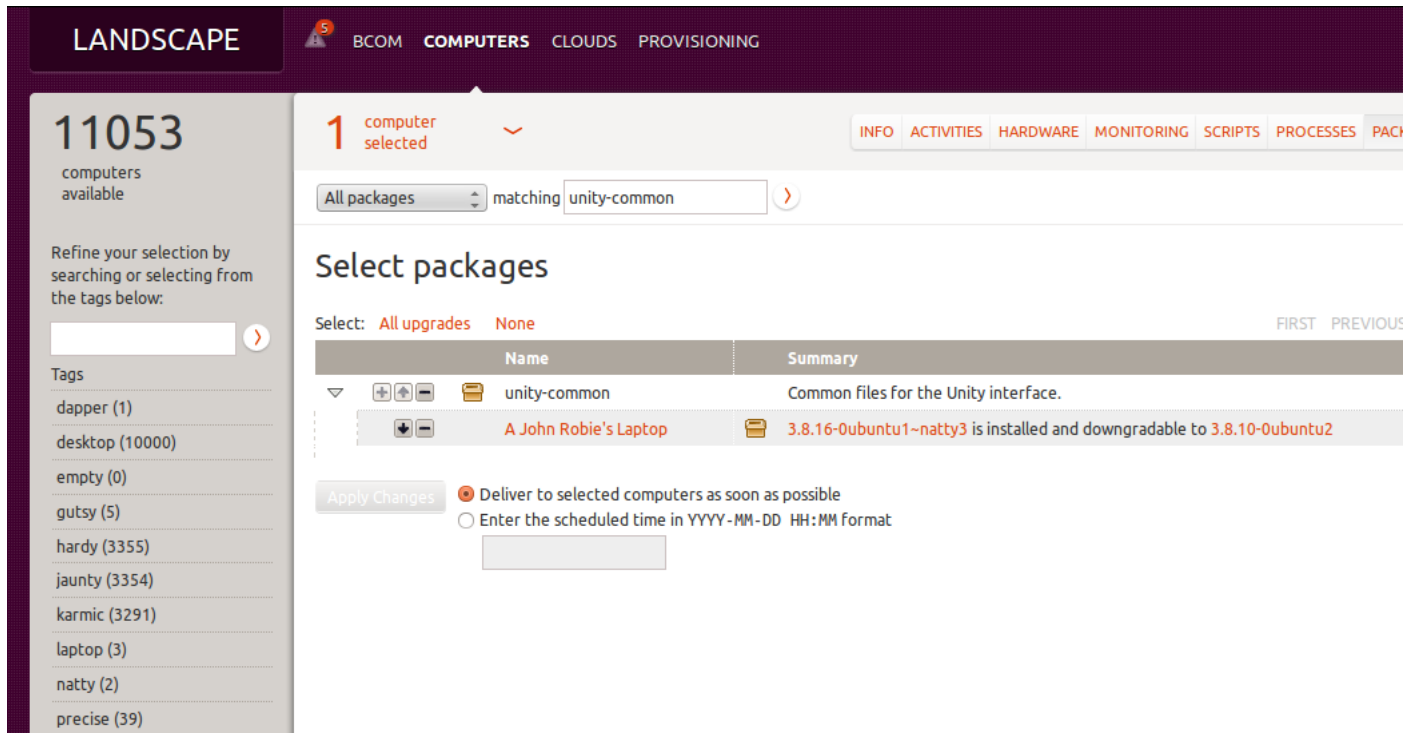 LANDSCAPE
5
BCOM COMPUTERS CLOUDS PROVISIONING
11053
computers
available
Refine your selection by
searching or selecting from
the tags below:
Tags
dapper (1)
desktop (10000)
empty (0)
gutsy (5)
hardy (3355)
jaunty (3354)
karmic (3291)
laptop (3)
natty (2)
precise (39)
1 computer
selected
INFO ACTIVITIES HARDWARE MONITORING SCRIPTS PROCESSES PACK
All packages matching unity-common
Select packages
Select: All upgrades None
FIRST PREVIOUS
Name Summary
unity-common Common files for the Unity interface.
A John Robie's Laptop 3.8.16-0ubuntu1~natty3 is installed and downgradable to 3.8.10-0ubuntu2
Apply Changes
Deliver to selected computers as soon as possible
Enter the scheduled time in YYYY-MM-DD HH:MM format